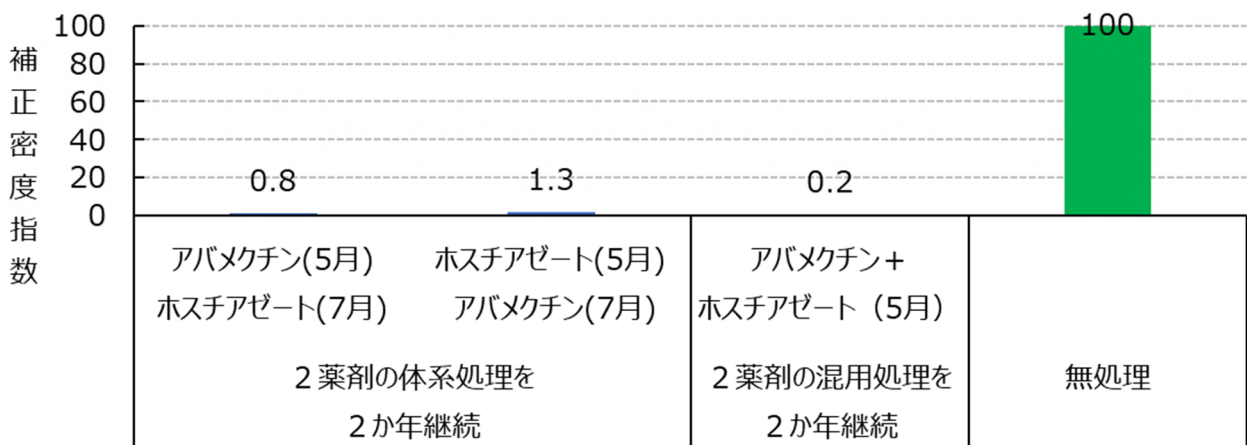 補正密度指数
100
80
60
40
20
0
0.8
1.3
0.2
100
アバメクチン(5月)
ホスチアゼート(7月)
ホスチアゼート(5月)
アバメクチン(7月)
アバメクチン＋
ホスチアゼート（5月）
２薬剤の体系処理を
２か年継続
２薬剤の混用処理を
２か年継続
無処理